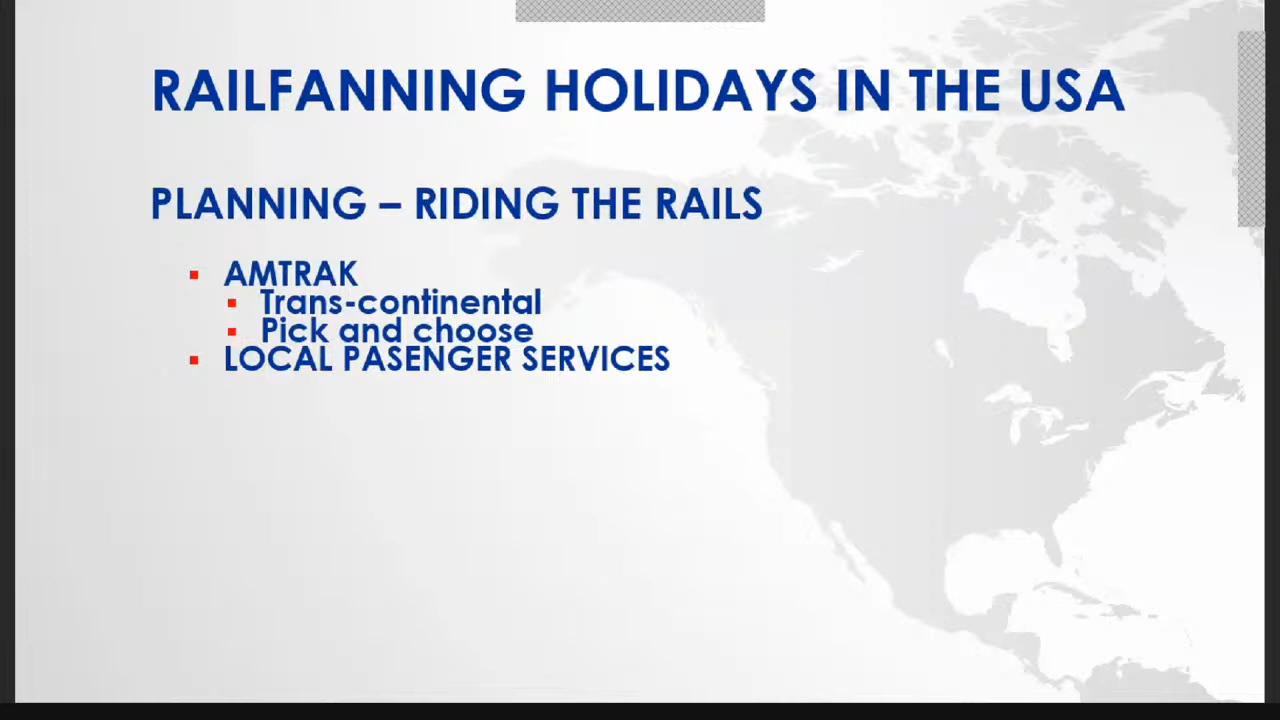 RAILFANNING HOLIDAYS IN THE USA
PLANNING – RIDING THE RAILS
▪ AMTRAK
▪ Trans-continental
▪ Pick and choose
▪ LOCAL PASENGER SERVICES